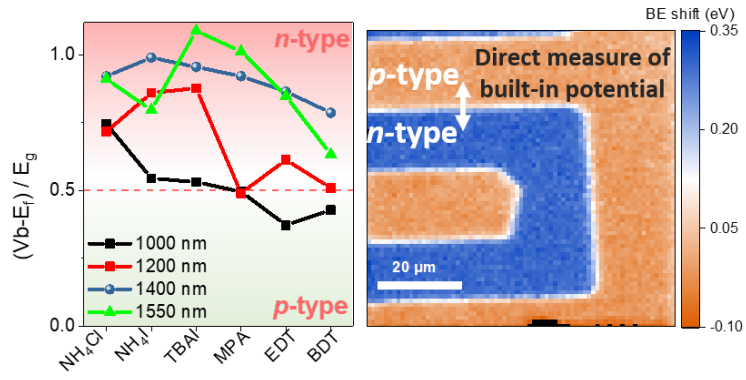 n-type
1.0
0.5
0.0
(Vb-E_f) / E_g
1000 nm
1200 nm
1400 nm
1550 nm
p-type
NH₄Cl
NH₄I
TBAI
MPA
EDT
BDT
BE shift (eV)
p-type
Direct measure of
built-in potential
n-type
20 µm
0.35
0.20
0.05
-0.10